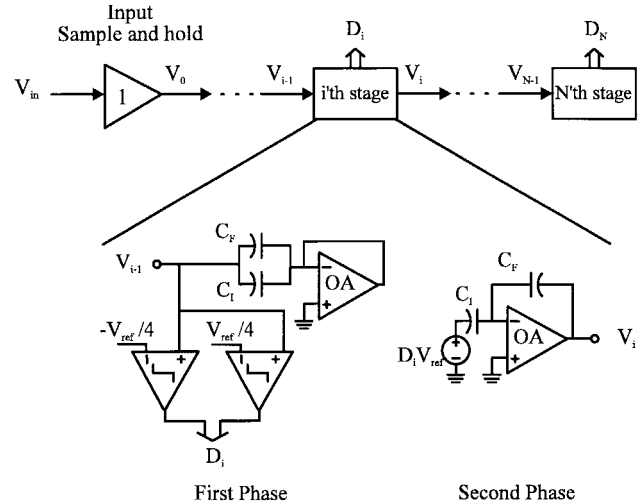 Input
Sample and hold
D_i
D_N
V_in
1
V_0
V_i-1
i'th stage
V_i
V_N-1
N'th stage
C_F
V_i-1
C_I
-
OA
+
-V_ref/4
V_ref/4
- +
- +
D_i
C_F
C_I
-
OA
+
V_i
D_iV_ref
+
-
First Phase
Second Phase